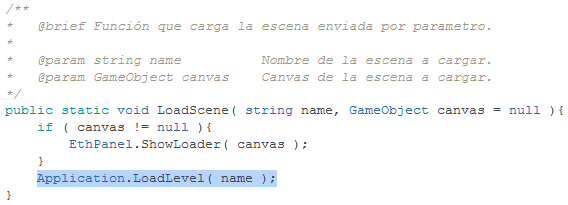 /**
*   @brief Función que carga la escena enviada por parametro.
*
*   @param string name          Nombre de la escena a cargar.
*   @param GameObject canvas    Canvas de la escena a cargar.
*/
public static void LoadScene( string name, GameObject canvas = null ){
    if ( canvas != null ){
        EthPanel.ShowLoader( canvas );
    }
    Application.LoadLevel( name );
}